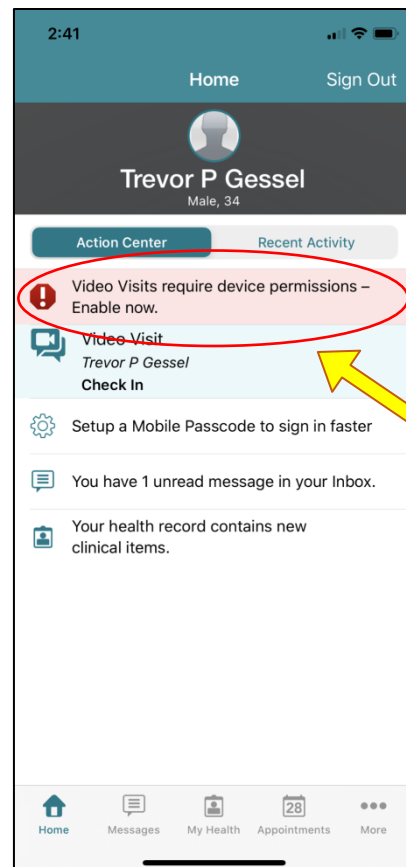 2:41
Home Sign Out
Trevor P Gessel
Male, 34
Action Center Recent Activity
Video Visits require device permissions –
Enable now.
Video Visit
Trevor P Gessel
Check In
Setup a Mobile Passcode to sign in faster
You have 1 unread message in your Inbox.
Your health record contains new
clinical items.
28
Home Messages My Health Appointments More